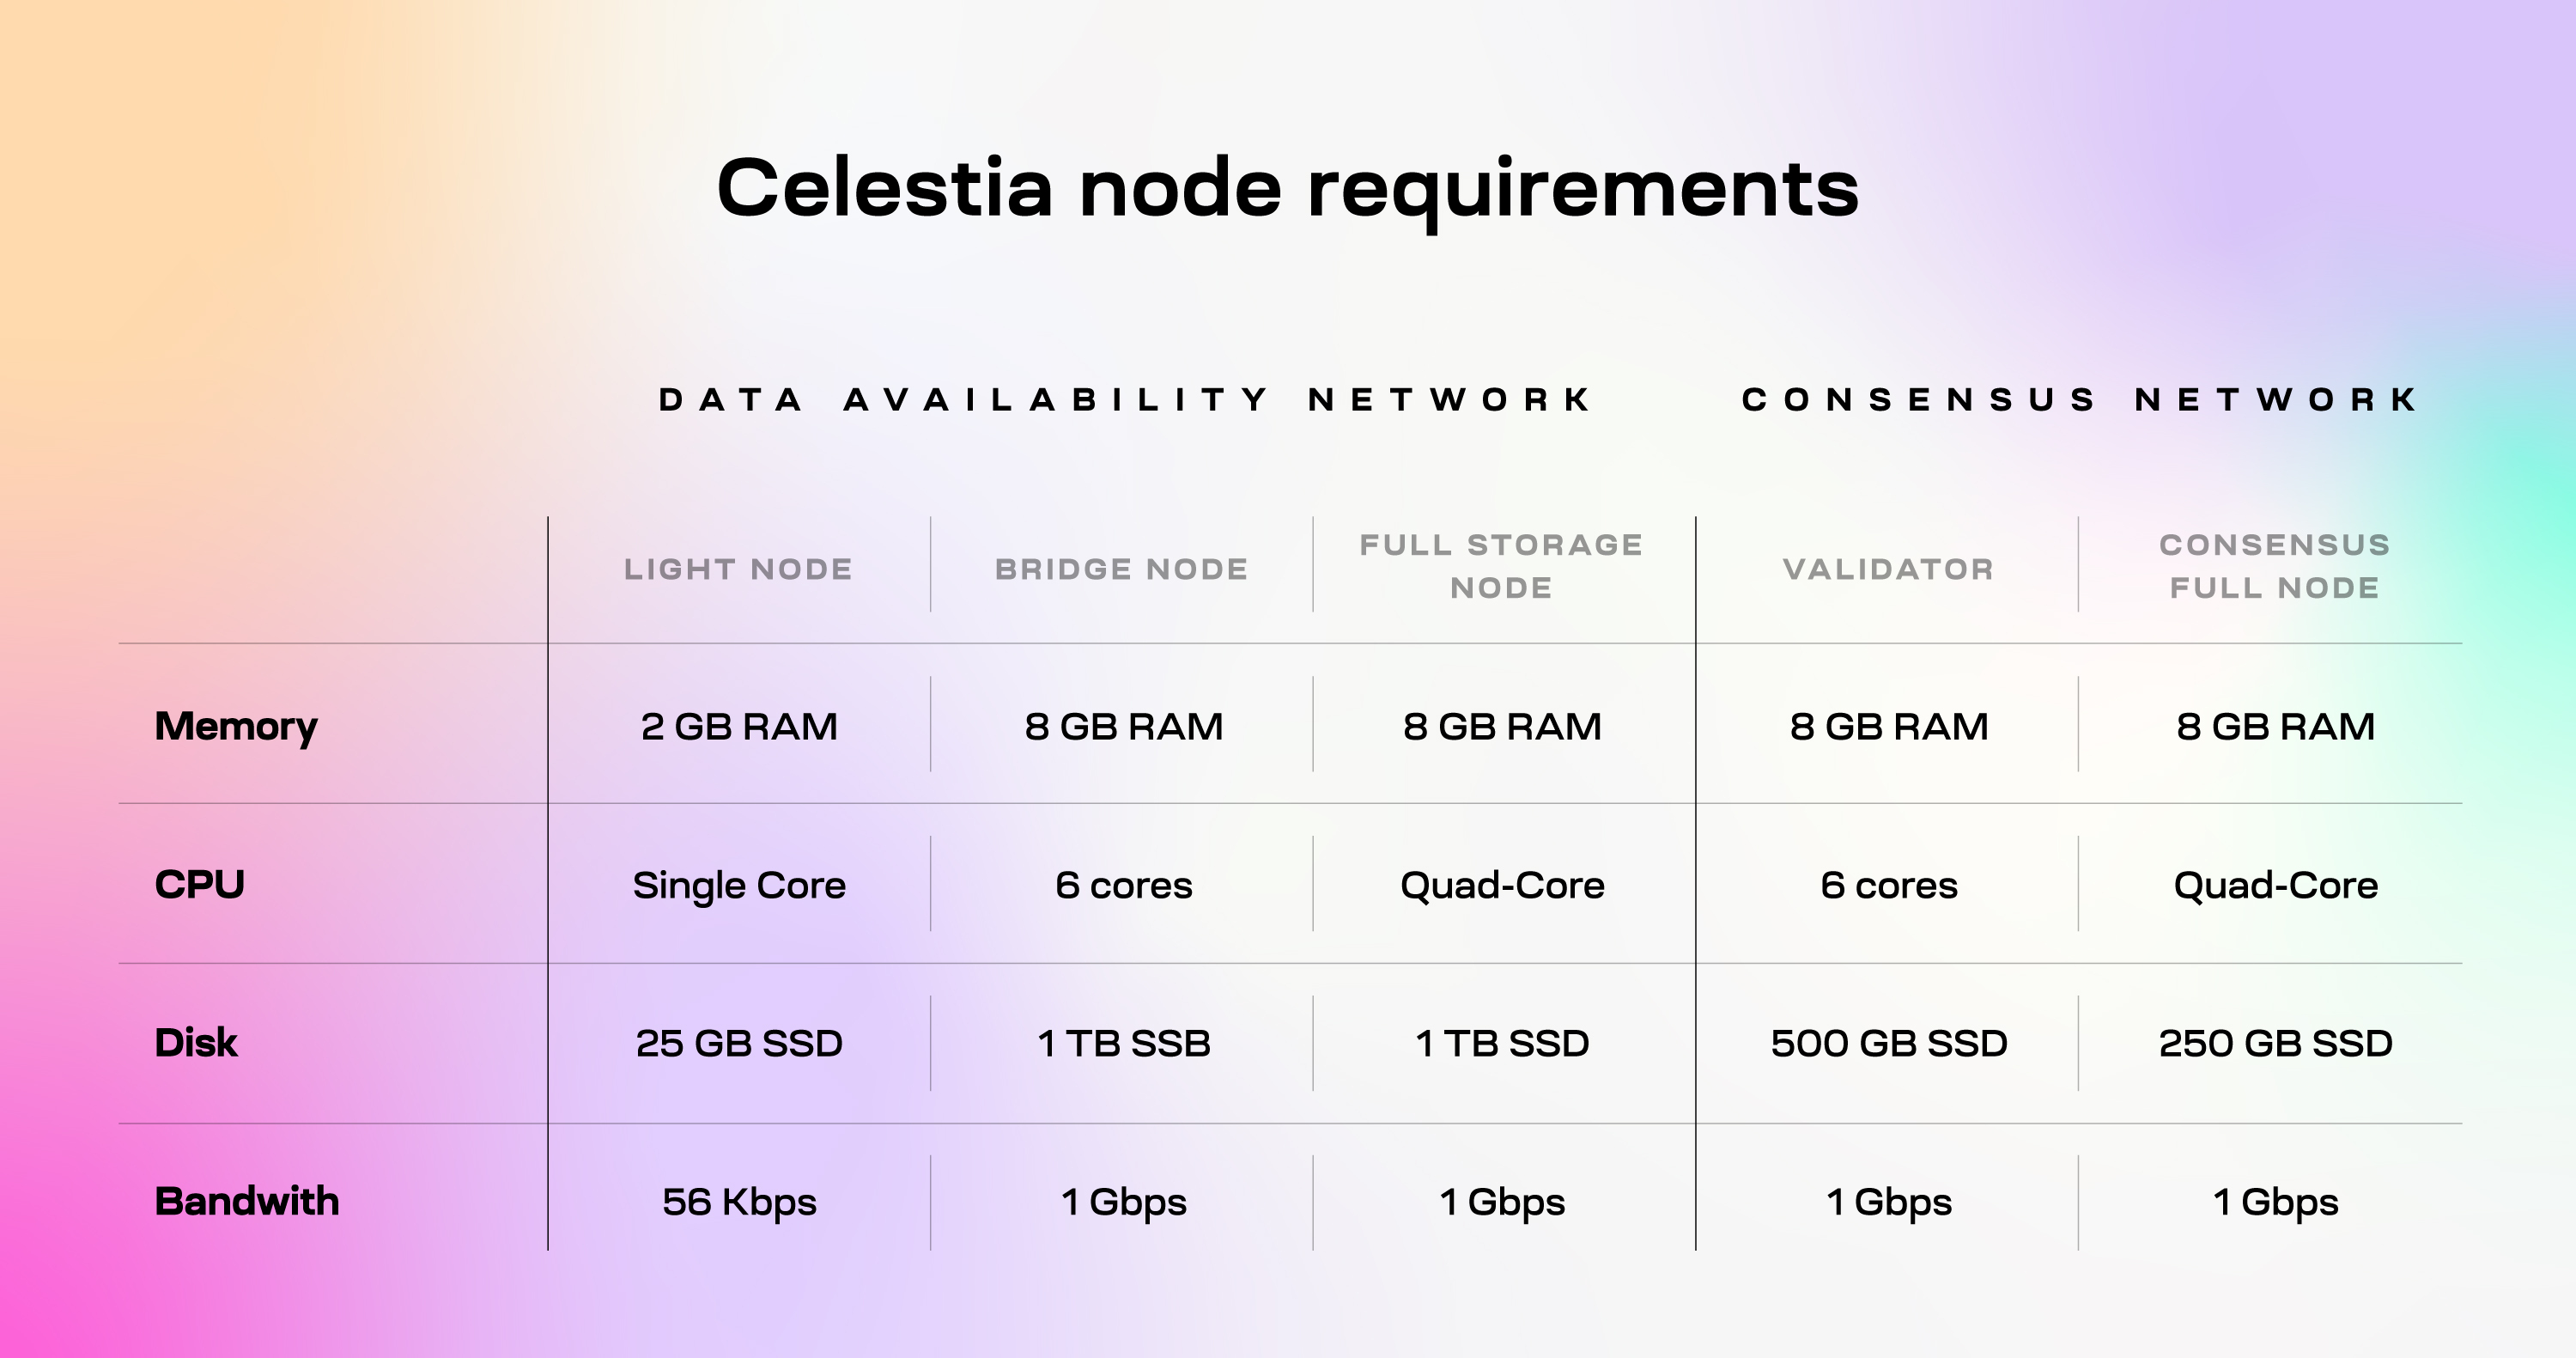 Celestia node requirements
DATA AVAILABILITY NETWORK CONSENSUS NETWORK
LIGHT NODE BRIDGE NODE FULL STORAGE NODE VALIDATOR CONSENSUS FULL NODE
Memory 2 GB RAM 8 GB RAM 8 GB RAM 8 GB RAM 8 GB RAM
CPU Single Core 6 cores Quad-Core 6 cores Quad-Core
Disk 25 GB SSD 1 TB SSB 1 TB SSD 500 GB SSD 250 GB SSD
Bandwith 56 Kbps 1 Gbps 1 Gbps 1 Gbps 1 Gbps